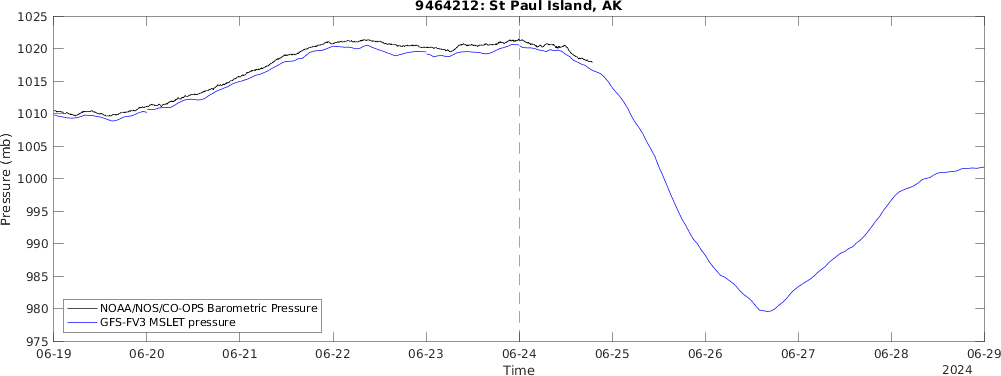 9464212: St Paul Island, AK
Pressure (mb)
1025
1020
1015
1010
1005
1000
995
990
985
980
975
NOAA/NOS/CO-OPS Barometric Pressure
GFS-FV3 MSLET pressure
06-19 06-20 06-21 06-22 06-23 06-24 06-25 06-26 06-27 06-28 06-29
Time
2024